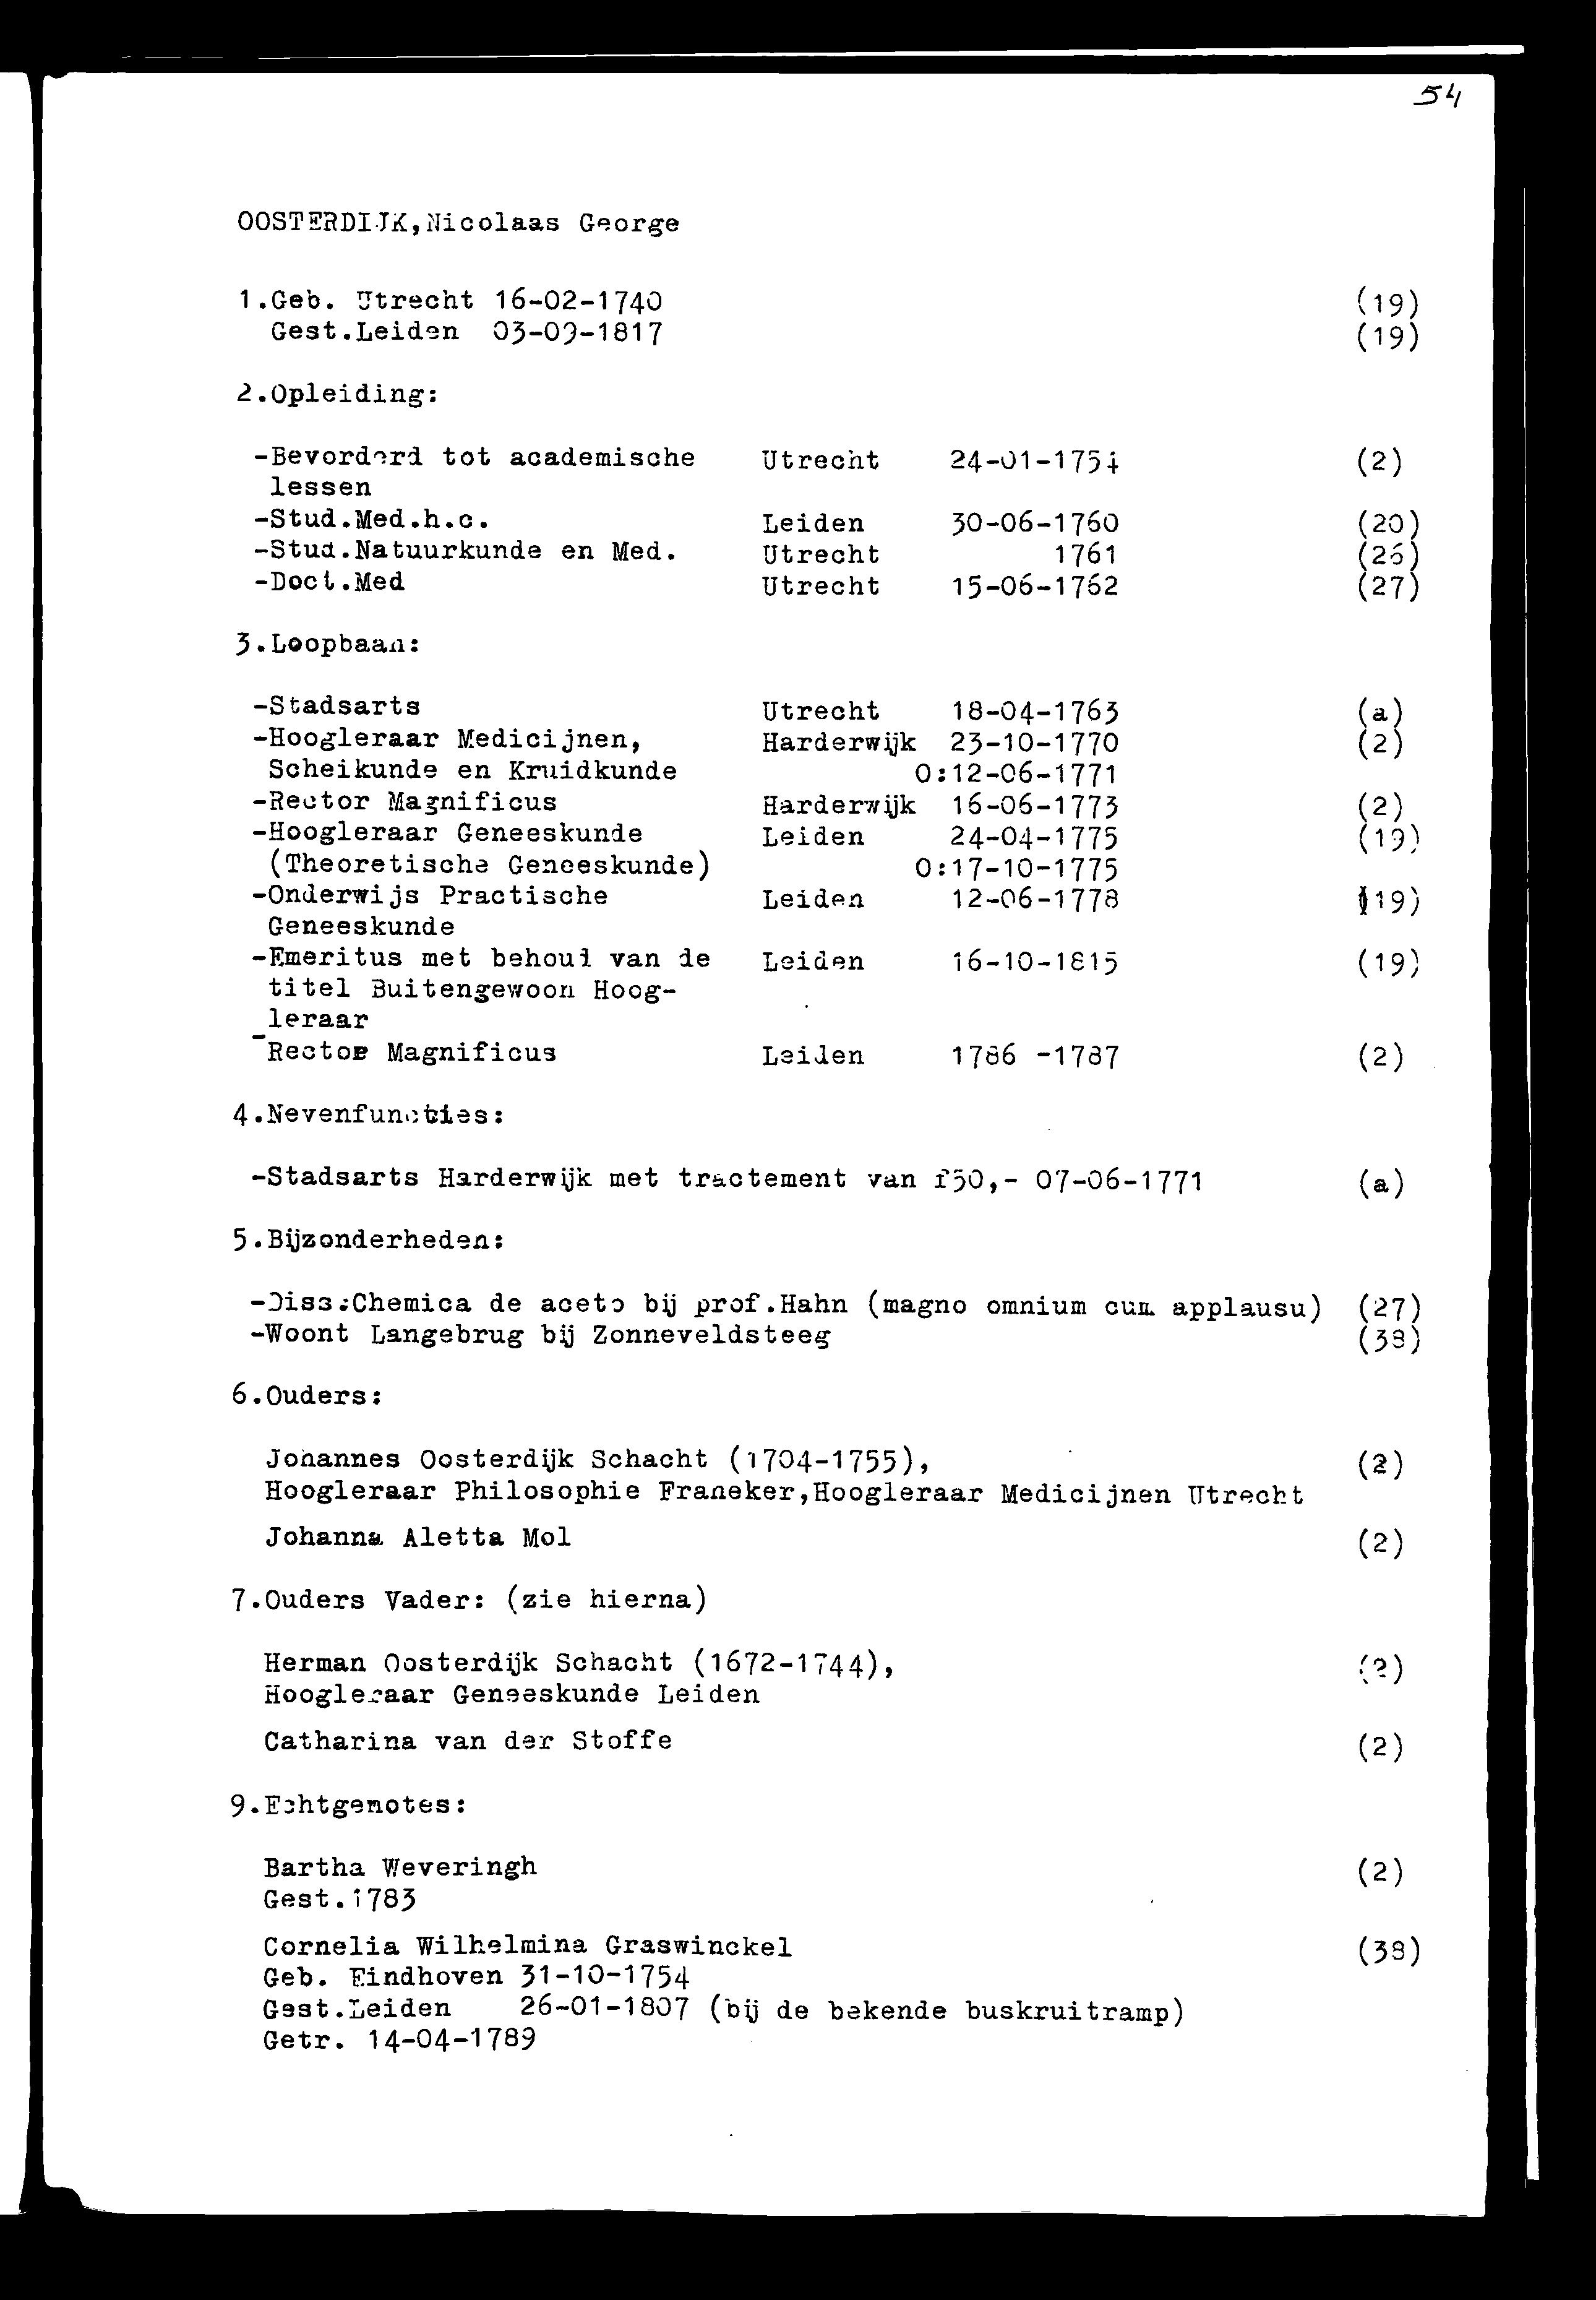 54
OOSTERDIJK,Nicolaas George
1.Geb. Utrecht 16-02-1740 (19)
Gest.Leiden 03-09-1817 (19)
2.Opleiding:
-Bevorderd tot academische Utrecht 24-01-1754 (2)
lessen
-Stud.Med.h.c. Leiden 30-06-1760 (20)
-Stud.Natuurkunde en Med. Utrecht 1761 (26)
-Doct.Med Utrecht 15-06-1762 (27)
3.Loopbaan:
-Stadsarts Utrecht 18-04-1763 (a)
-Hoogleraar Medicijnen, Harderwijk 23-10-1770 (2)
Scheikunde en Kruidkunde 0:12-06-1771
-Rector Magnificus Harderwijk 16-06-1773 (2)
-Hoogleraar Geneeskunde Leiden 24-04-1775 (19)
(Theoretische Geneeskunde) 0:17-10-1775
-Onderwijs Practische Leiden 12-06-1778 (19)
Geneeskunde
-Emeritus met behoud van de Leiden 16-10-1815 (19)
titel Buitengewoon Hoog-
leraar
-Rector Magnificus Leiden 1786 -1787 (2)
4.Nevenfuncties:
-Stadsarts Harderwijk met tractement van f50,- 07-06-1771 (a)
5.Bijzonderheden:
-Diss:Chemica de aceto bij prof.Hahn (magno omnium cum applausu) (27)
-Woont Langebrug bij Zonneveldsteeg (38)
6.Ouders:
Johannes Oosterdijk Schacht (1704-1755), (2)
Hoogleraar Philosophie Franeker,Hoogleraar Medicijnen Utrecht
Johanna Aletta Mol (2)
7.Ouders Vader: (zie hierna)
Herman Oosterdijk Schacht (1672-1744), (2)
Hoogleraar Geneeskunde Leiden
Catharina van der Stoffe (2)
9.Echtgenotes:
Bartha Weveringh (2)
Gest.1783
Cornelia Wilhelmina Graswinckel (38)
Geb. Eindhoven 31-10-1754
Gest.Leiden 26-01-1807 (bij de bekende buskruitramp)
Getr. 14-04-1789